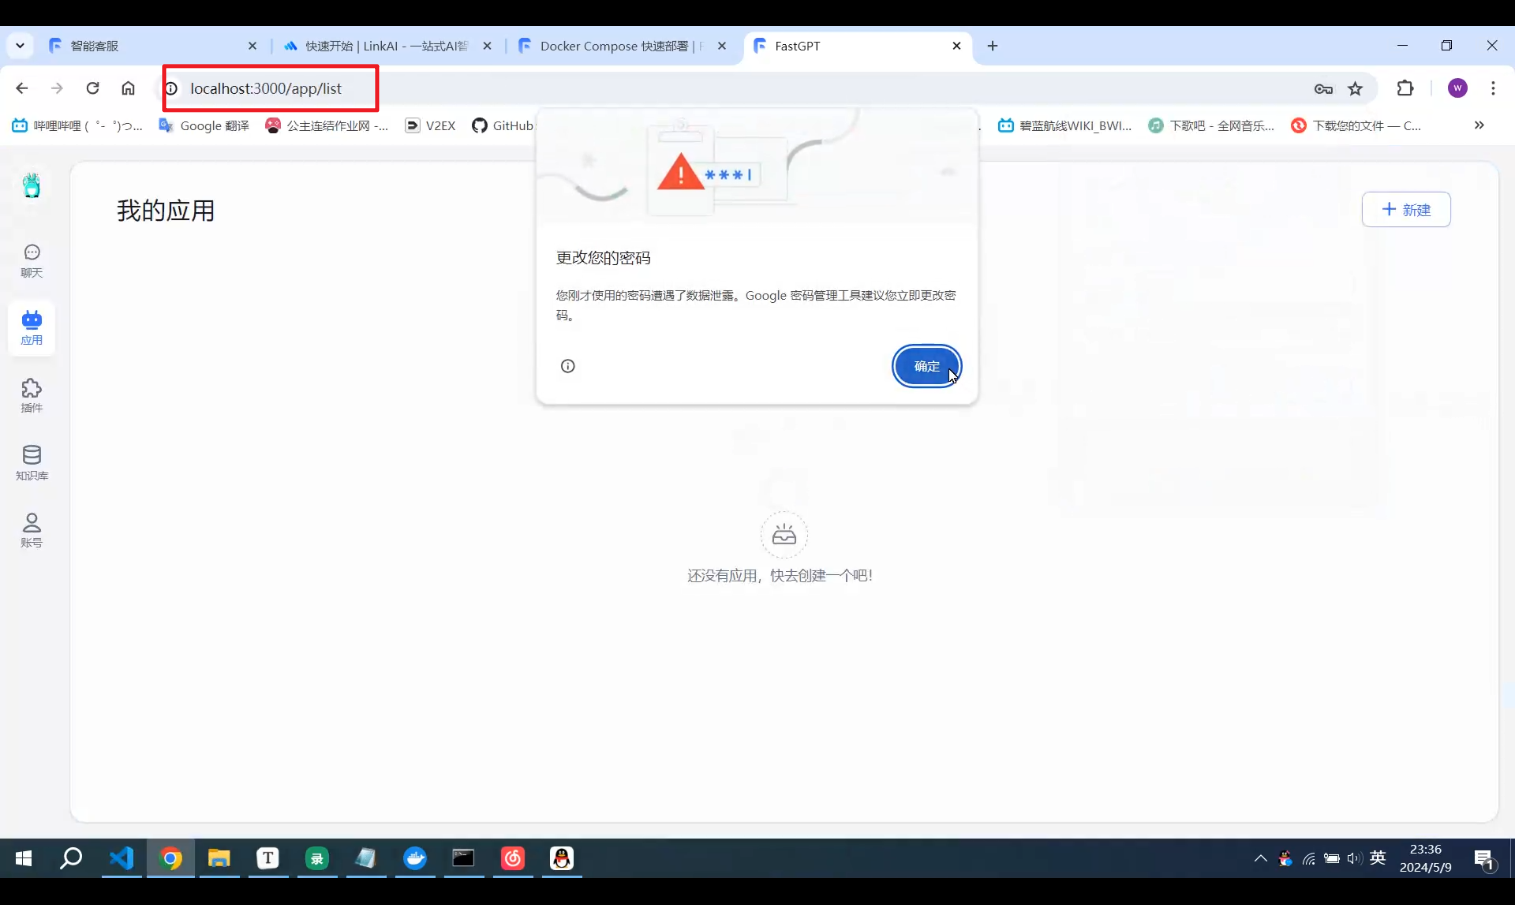 智能客服
快速开始 | LinkAI - 一站式AI智
Docker Compose 快速部署 | F
FastGPT
localhost:3000/app/list
W
哔哩哔哩 ( ゜- ゜)つ...
Google 翻译
公主连结作业网 -...
V2EX
GitHub
碧蓝航线WIKI_BWI...
下歌吧 - 全网音乐...
下载您的文件 — C...
我的应用
新建
聊天
应用
插件
知识库
账号
***
更改您的密码
您刚才使用的密码遭遇了数据泄露。Google 密码管理工具建议您立即更改密
码。
确定
还没有应用，快去创建一个吧！
T
录
英
23:36
2024/5/9
1